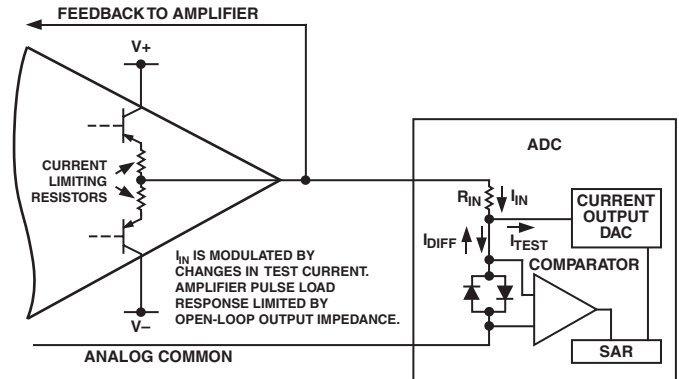 FEEDBACK TO AMPLIFIER
V+
CURRENT
LIMITING
RESISTORS
V–
IIN IS MODULATED BY
CHANGES IN TEST CURRENT.
AMPLIFIER PULSE LOAD
RESPONSE LIMITED BY
OPEN-LOOP OUTPUT IMPEDANCE.
ANALOG COMMON
ADC
RIN
IIN
CURRENT
OUTPUT
DAC
IDIFF
ITEST
COMPARATOR
SAR